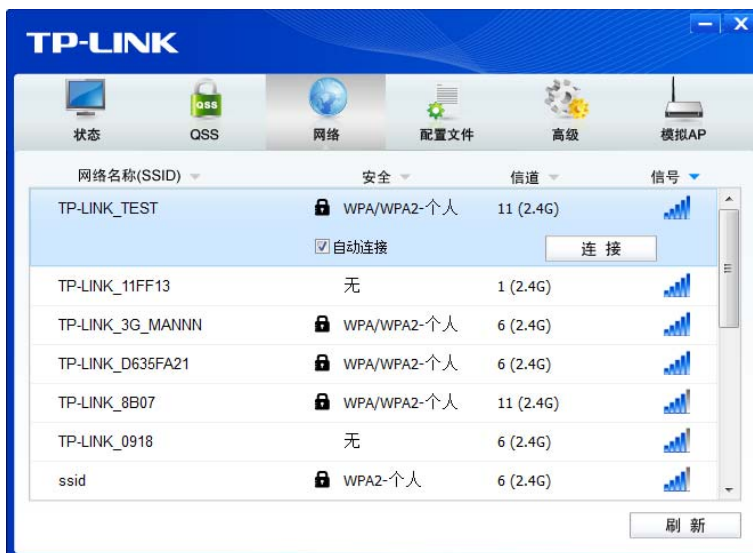 TP-LINK
状态 QSS 网络 配置文件 高级 模拟AP
网络名称(SSID) 安全 信道 信号
TP-LINK_TEST WPA/WPA2-个人 11 (2.4G)
自动连接 连 接
TP-LINK_11FF13 无 1 (2.4G)
TP-LINK_3G_MANNN WPA/WPA2-个人 6 (2.4G)
TP-LINK_D635FA21 WPA/WPA2-个人 6 (2.4G)
TP-LINK_8B07 WPA/WPA2-个人 11 (2.4G)
TP-LINK_0918 无 6 (2.4G)
ssid WPA2-个人 6 (2.4G)
刷 新